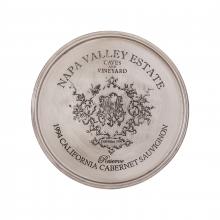 NAPA VALLEY ESTATE
CAVES
VINEYARD
Reserve
1994 CALIFORNIA CABERNET SAUVIGNON